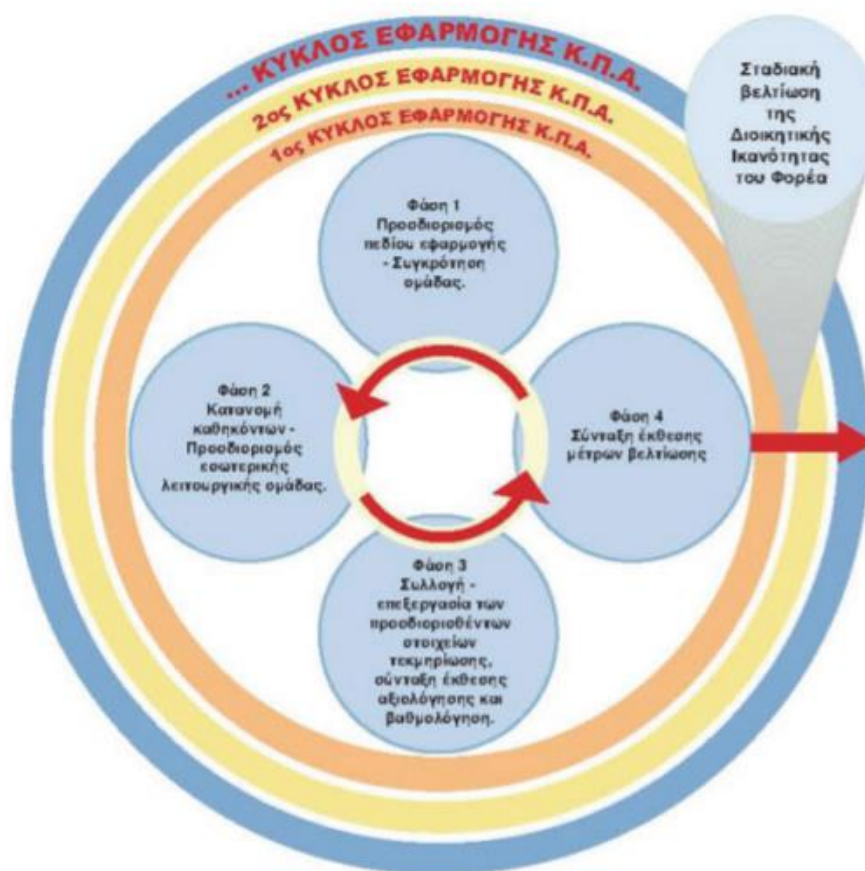 ... ΚΥΚΛΟΣ ΕΦΑΡΜΟΓΗΣ Κ.Π.Α.
2ος ΚΥΚΛΟΣ ΕΦΑΡΜΟΓΗΣ Κ.Π.Α.
1ος ΚΥΚΛΟΣ ΕΦΑΡΜΟΓΗΣ Κ.Π.Α.
Σταδιακή
βελτίωση
της
Διοικητικής
Ικανότητας
του Φορέα
Φάση 1
Προσδιορισμός
πεδίου εφαρμογής
- Συγκρότηση
ομάδας.
Φάση 2
Κατανομή
καθηκόντων -
Προσδιορισμός
εσωτερικής
λειτουργικής ομάδας.
Φάση 4
Σύνταξη έκθεσης
μέτρων βελτίωσης
Φάση 3
Συλλογή -
επεξεργασία των
προσδιορισθέντων
στοιχείων
τεκμηρίωσης,
σύνταξη έκθεσης
αξιολόγησης και
βαθμολόγηση.